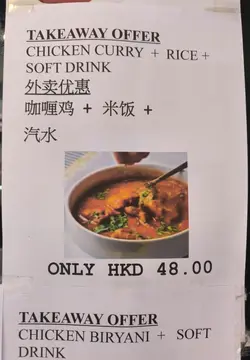 TAKEAWAY OFFER
CHICKEN CURRY + RICE +
SOFT DRINK
外卖优惠
咖喱鸡 + 米饭 +
汽水
ONLY HKD 48.00
TAKEAWAY OFFER
CHICKEN BIRYANI + SOFT
DRINK